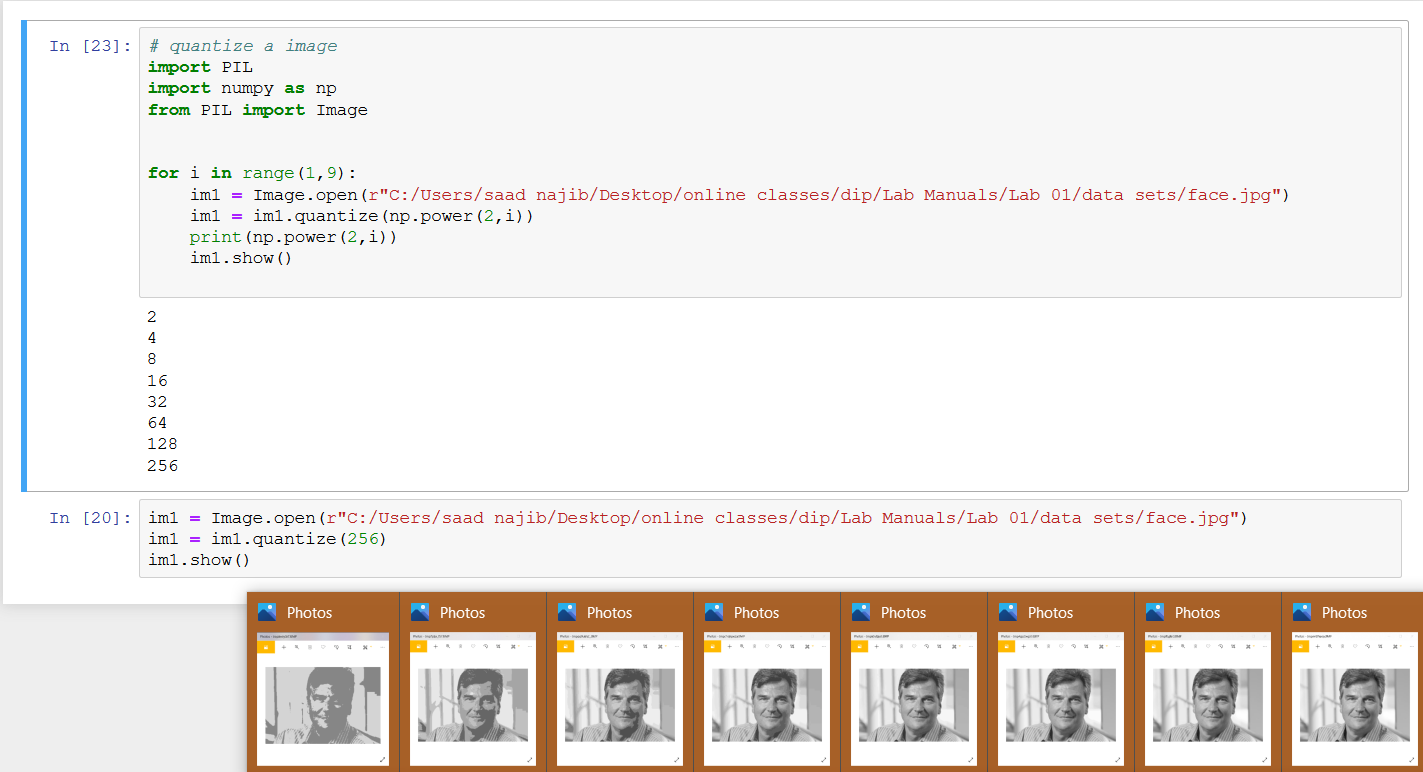 In [23]:
# quantize a image
import PIL
import numpy as np
from PIL import Image
for i in range(1,9):
    im1 = Image.open(r"C:/Users/saad najib/Desktop/online classes/dip/Lab Manuals/Lab 01/data sets/face.jpg")
    im1 = im1.quantize(np.power(2,i))
    print(np.power(2,i))
    im1.show()
2
4
8
16
32
64
128
256
In [20]:
im1 = Image.open(r"C:/Users/saad najib/Desktop/online classes/dip/Lab Manuals/Lab 01/data sets/face.jpg")
im1 = im1.quantize(256)
im1.show()
Photos
Photos
Photos
Photos
Photos
Photos
Photos
Photos